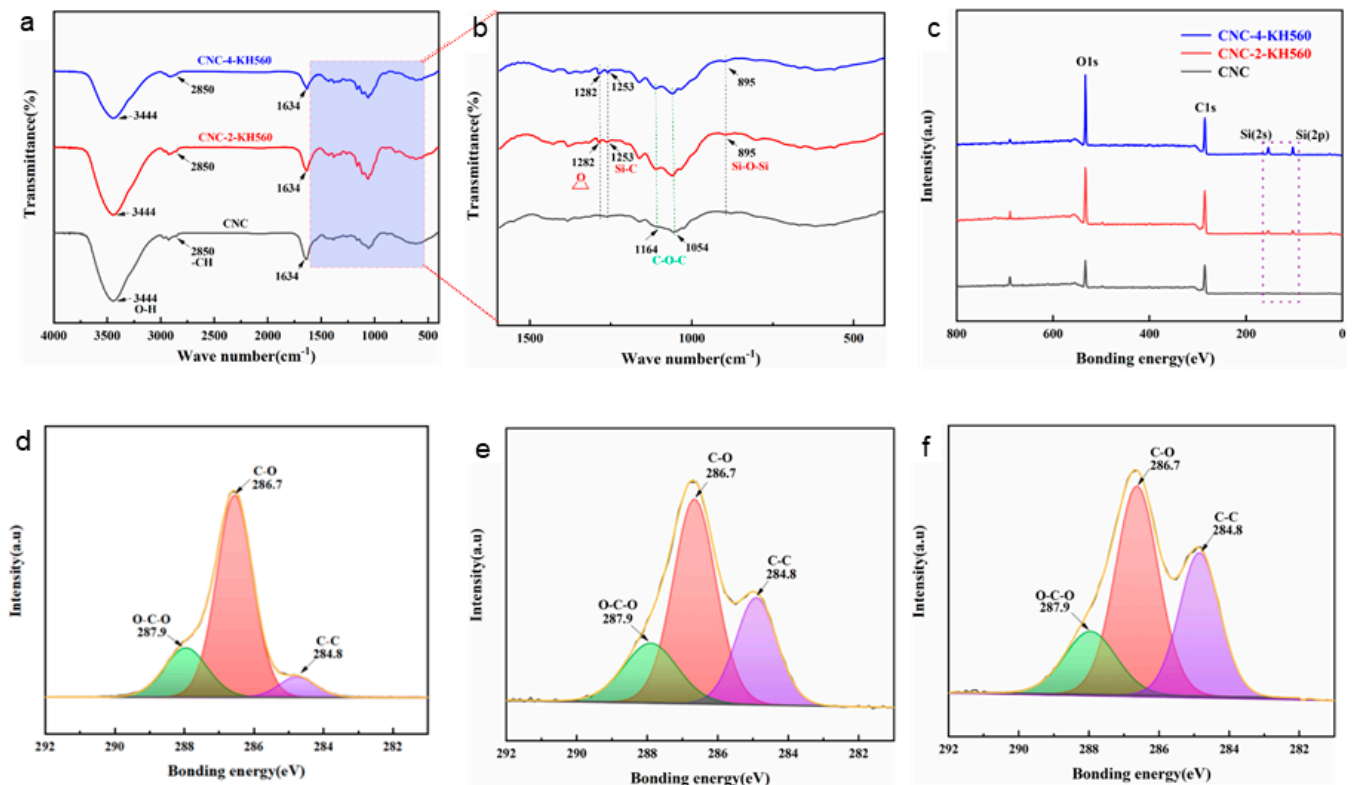 a
CNC-4-KH560
2850
3444
1634
CNC-2-KH560
2850
3444
1634
CNC
2850
-CH
1634
3444
O-H
4000 3500 3000 2500 2000 1500 1000 500
Wave number(cm⁻¹)
Transmittance(%)
b
1282
1253
895
1282
1253
895
Si-C
Si-O-Si
O
1164
1054
C-O-C
1500 1000 500
Wave number(cm⁻¹)
Transmittance(%)
c
CNC-4-KH560
CNC-2-KH560
CNC
O1s
C1s
Si(2s)
Si(2p)
800 600 400 200 0
Bonding energy(eV)
Intensity(a.u)
d
C-O
286.7
O-C-O
287.9
C-C
284.8
292 290 288 286 284 282
Bonding energy(eV)
Intensity(a.u)
e
C-O
286.7
C-C
284.8
O-C-O
287.9
292 290 288 286 284 282
Bonding energy(eV)
Intensity(a.u)
f
C-O
286.7
C-C
284.8
O-C-O
287.9
292 290 288 286 284 282
Bonding energy(eV)
Intensity(a.u)